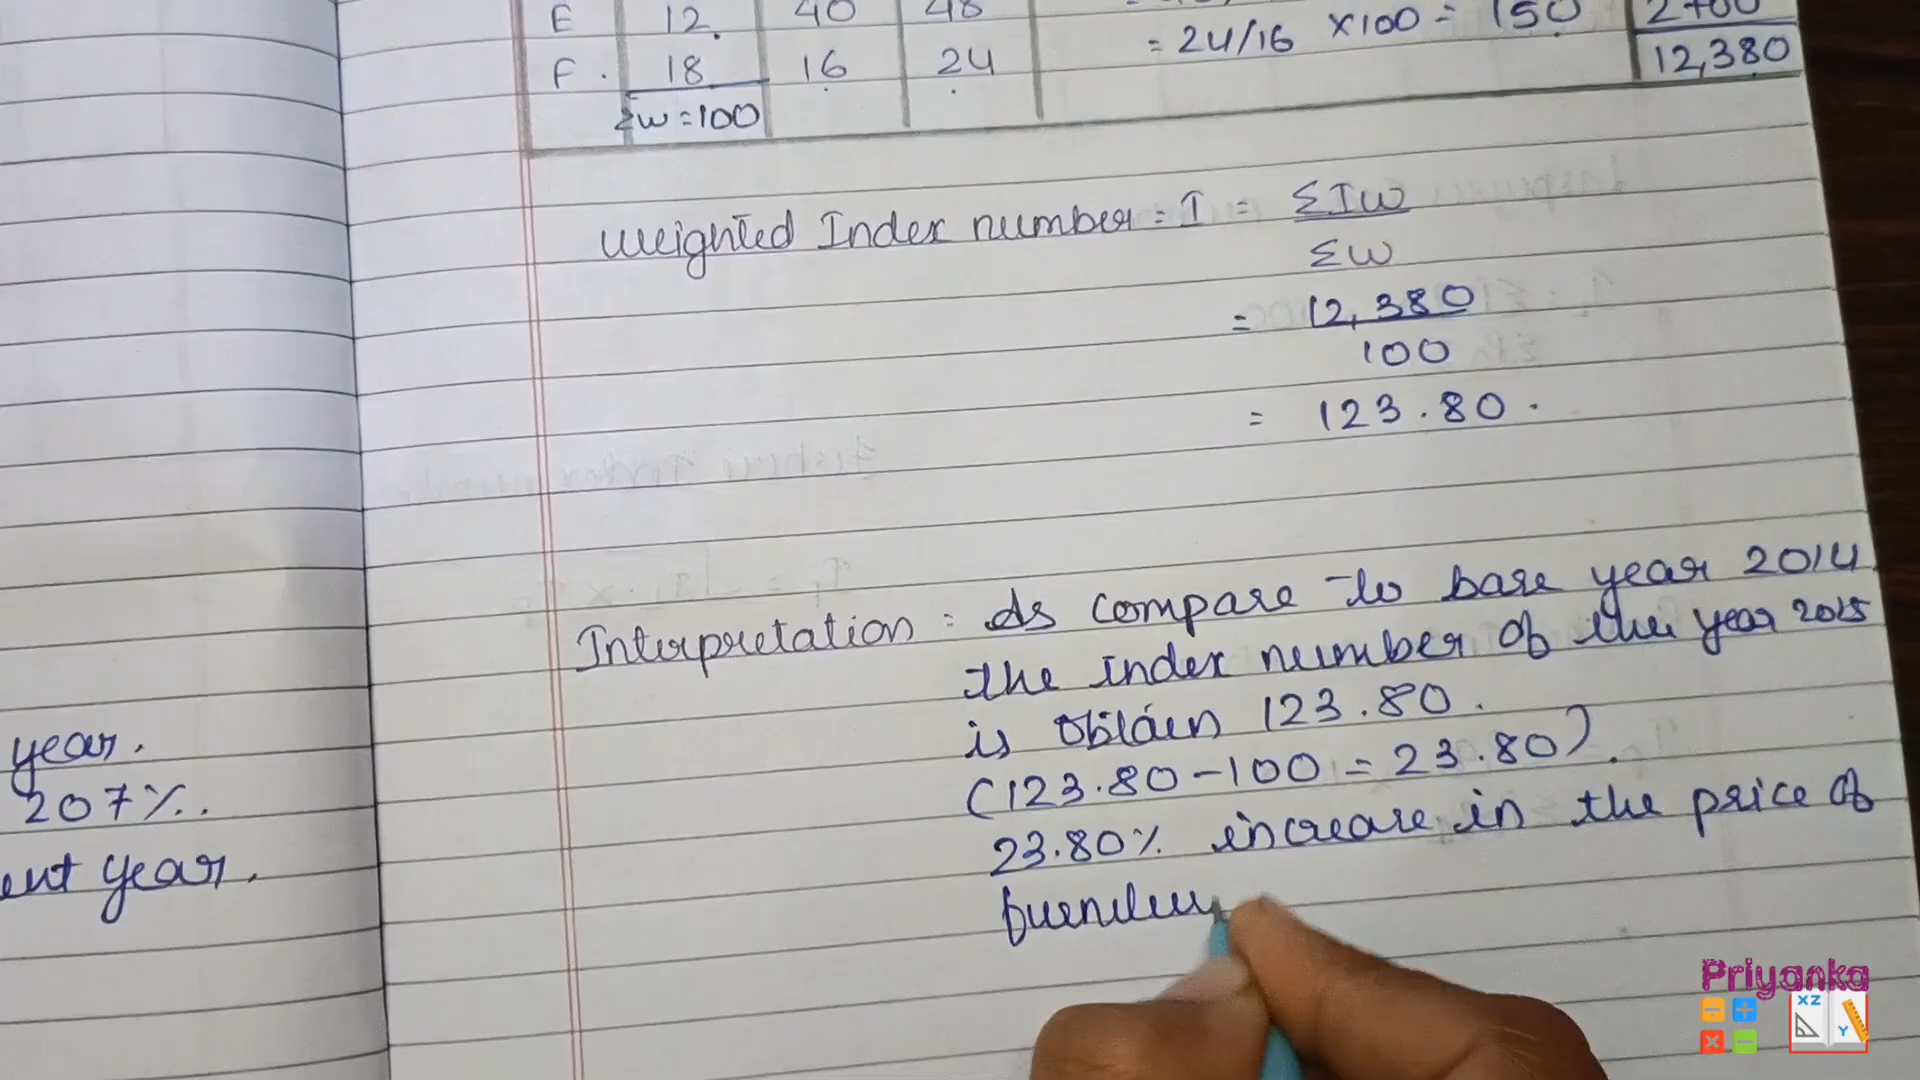 E 12 40 48
= 24/16 × 100 = 150 2700
F. 18 16 24 12,380
Σw = 100
Weighted Index number = I = ΣIW
ΣW
= 12,380
100
= 123.80.
Interpretation = As compare to base year 2014
the index number of the year 2015
is obtain 123.80.
(123.80 - 100 = 23.80).
23.80% increase in the price of
year.
207%.
ent year.
Priyanka
XZ
Y